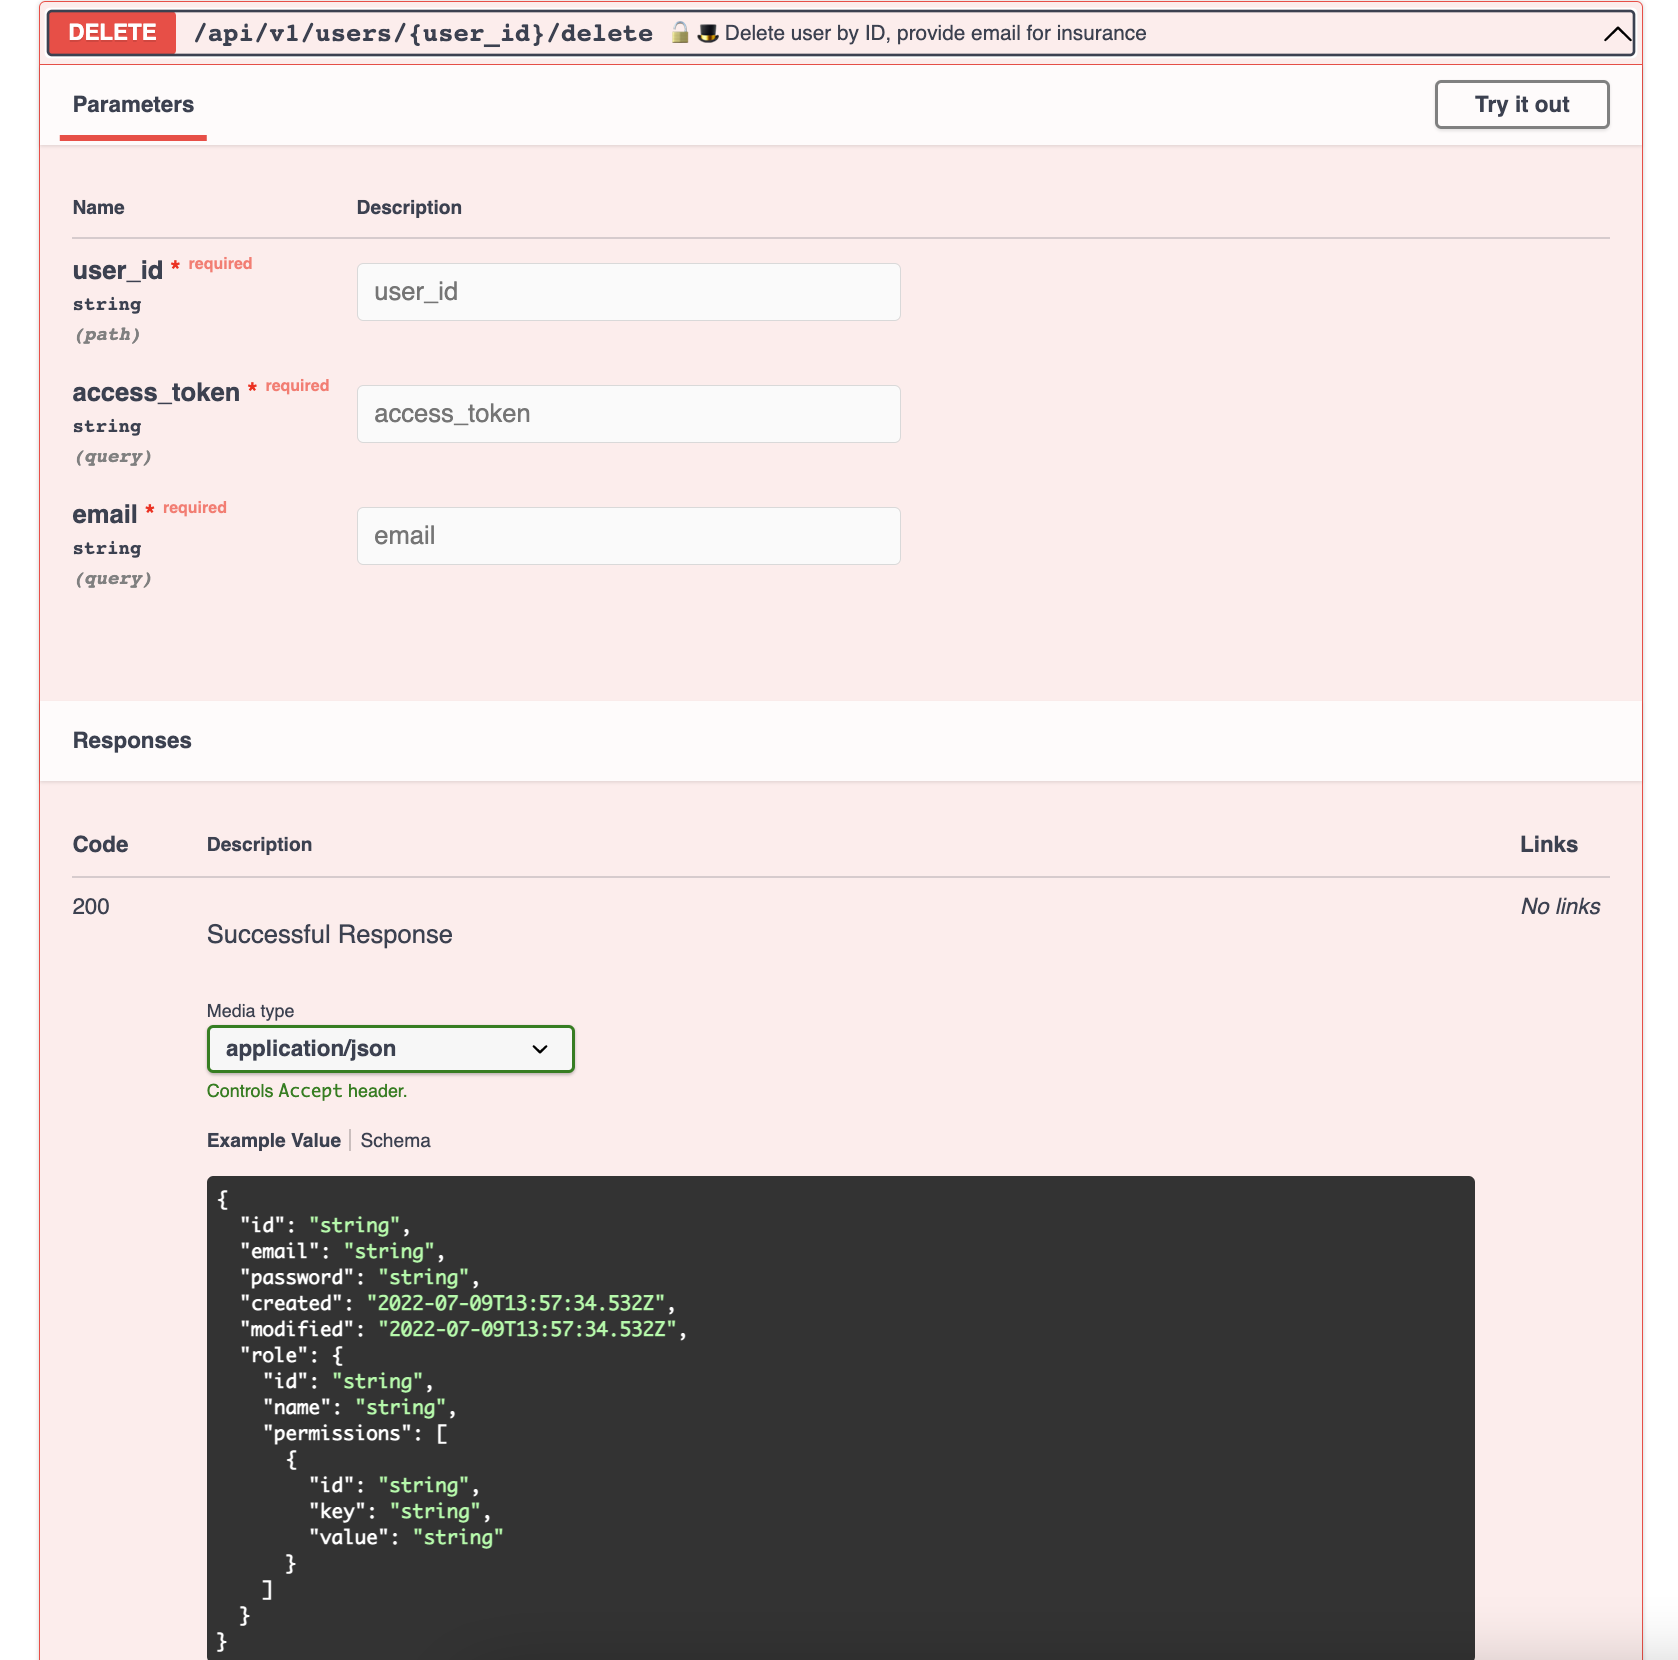 DELETE /api/v1/users/{user_id}/delete 🔒 🎩 Delete user by ID, provide email for insurance
Parameters
Try it out
Name Description
user_id * required
string
(path)
user_id
access_token * required
string
(query)
access_token
email * required
string
(query)
email
Responses
Code Description Links
200
Successful Response
No links
Media type
application/json
Controls Accept header.
Example Value | Schema
{
  "id": "string",
  "email": "string",
  "password": "string",
  "created": "2022-07-09T13:57:34.532Z",
  "modified": "2022-07-09T13:57:34.532Z",
  "role": {
    "id": "string",
    "name": "string",
    "permissions": [
      {
        "id": "string",
        "key": "string",
        "value": "string"
      }
    ]
  }
}